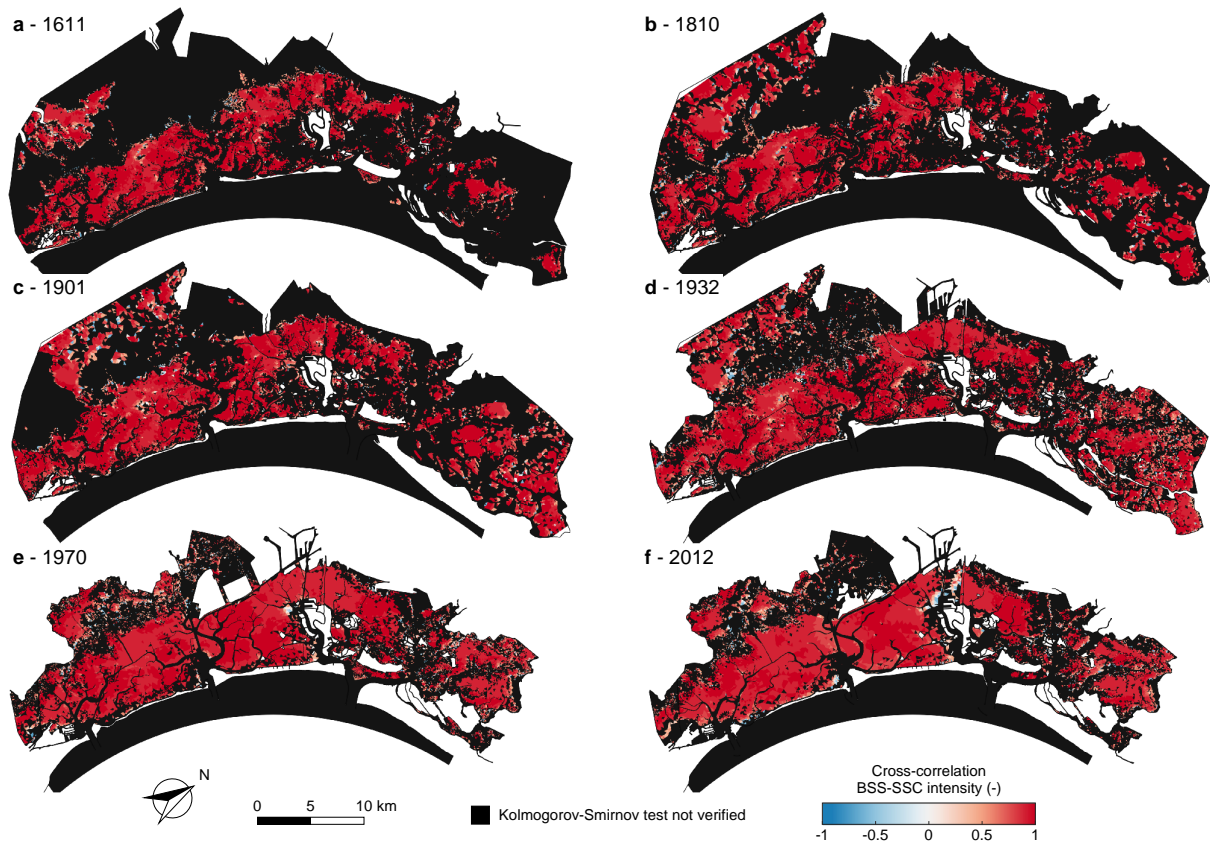 a - 1611
b - 1810
c - 1901
d - 1932
e - 1970
f - 2012
N
0 5 10 km
Kolmogorov-Smirnov test not verified
Cross-correlation
BSS-SSC intensity (-)
-1 -0.5 0 0.5 1